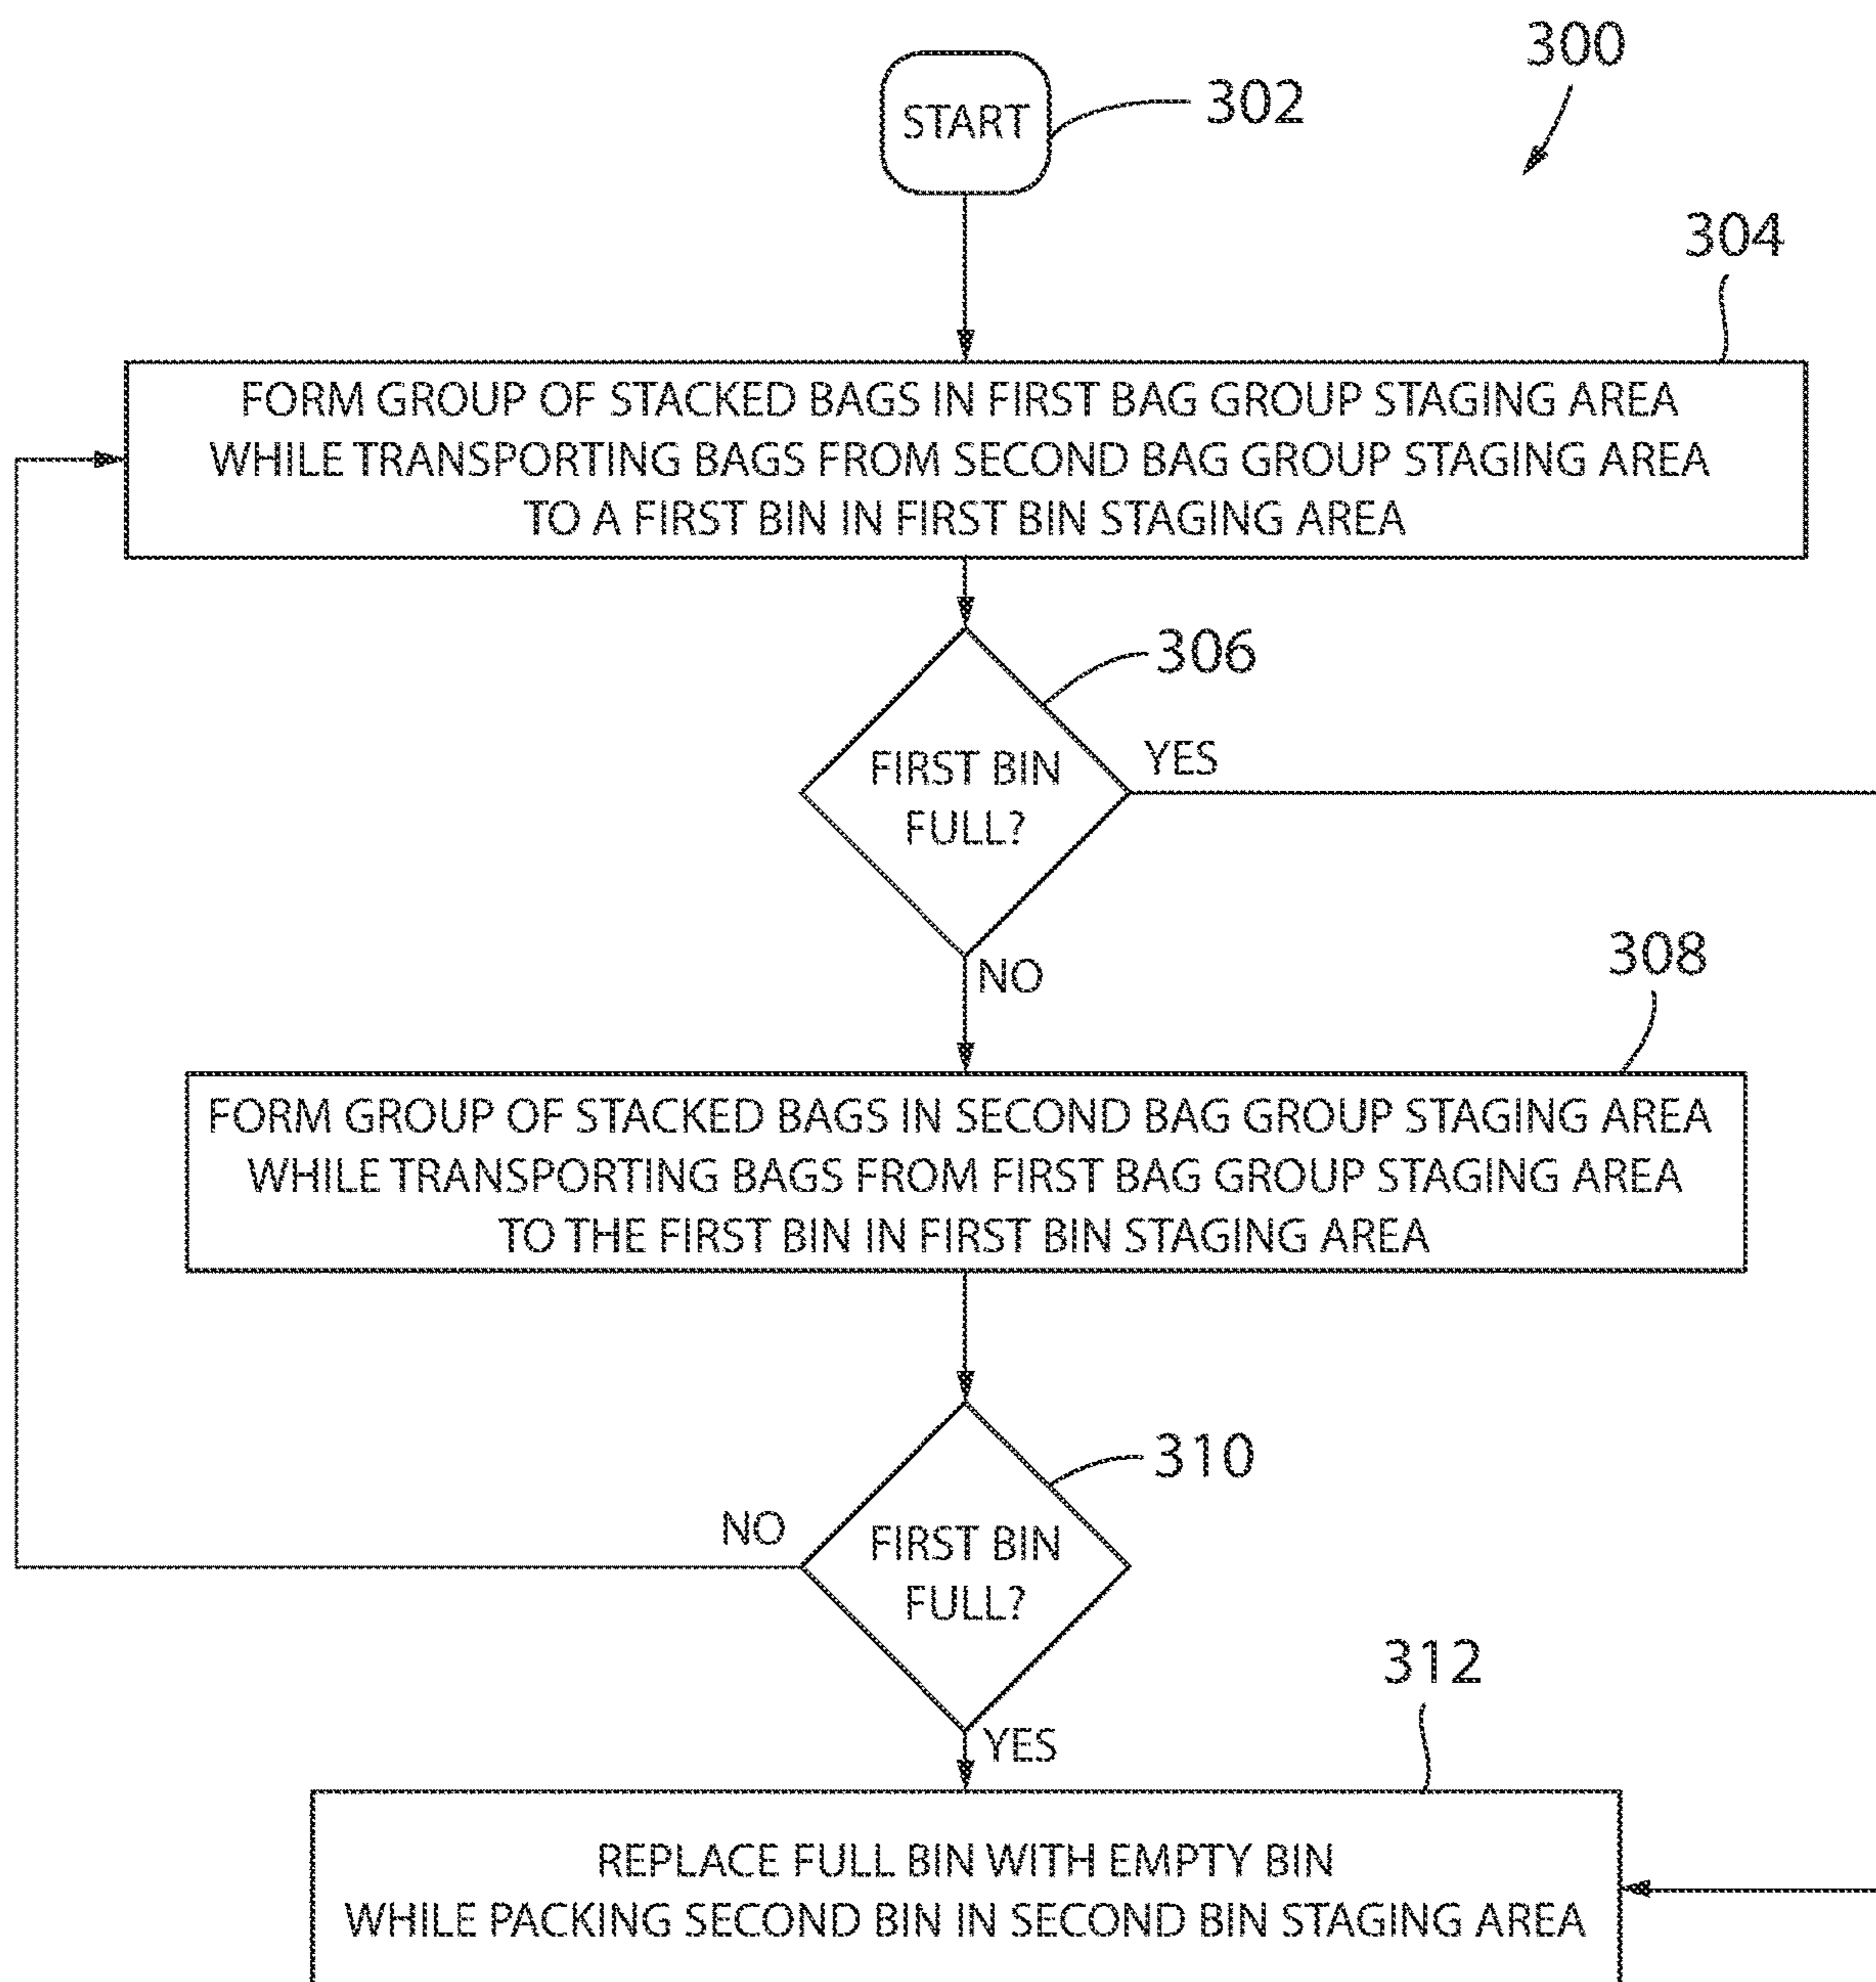 300
START
302
304
FORM GROUP OF STACKED BAGS IN FIRST BAG GROUP STAGING AREA
WHILE TRANSPORTING BAGS FROM SECOND BAG GROUP STAGING AREA
TO A FIRST BIN IN FIRST BIN STAGING AREA
306
FIRST BIN
FULL?
YES
NO
308
FORM GROUP OF STACKED BAGS IN SECOND BAG GROUP STAGING AREA
WHILE TRANSPORTING BAGS FROM FIRST BAG GROUP STAGING AREA
TO THE FIRST BIN IN FIRST BIN STAGING AREA
310
NO
FIRST BIN
FULL?
YES
312
REPLACE FULL BIN WITH EMPTY BIN
WHILE PACKING SECOND BIN IN SECOND BIN STAGING AREA